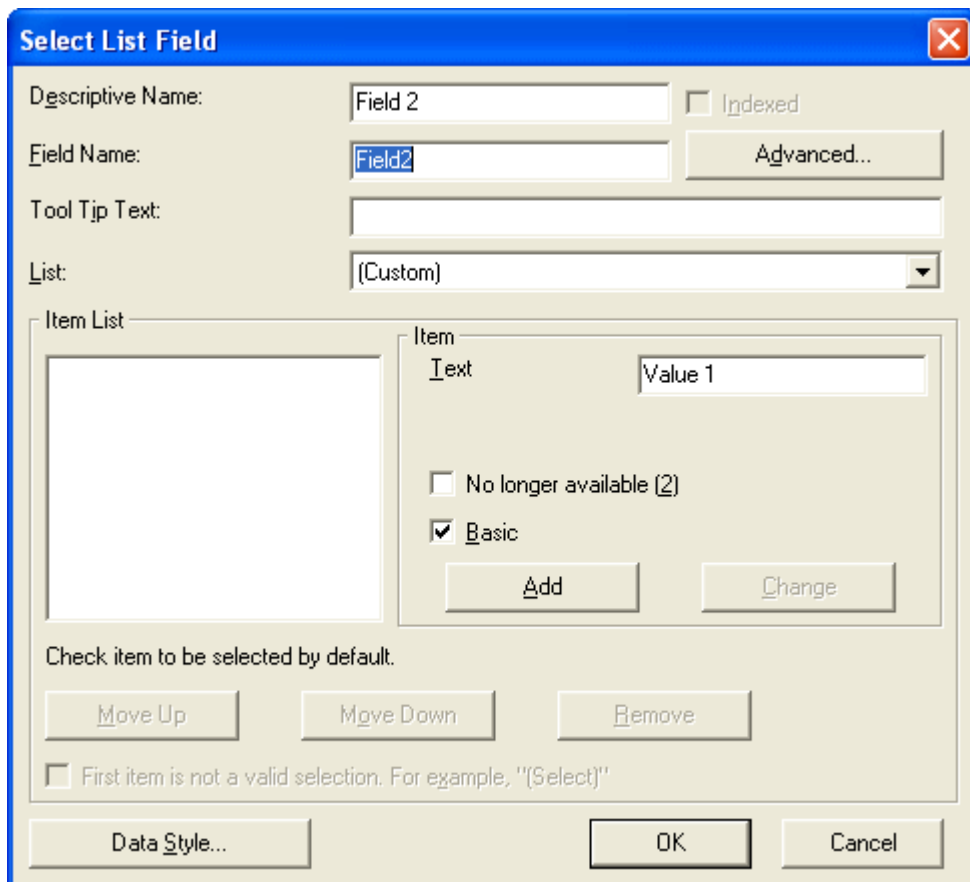 Select List Field
Descriptive Name: Field 2 Indexed
Field Name: Field2 Advanced...
Tool Tip Text:
List: (Custom)
Item List
Item
Text Value 1
No longer available (2)
Basic
Add Change
Check item to be selected by default.
Move Up Move Down Remove
First item is not a valid selection. For example, "(Select)"
Data Style... OK Cancel